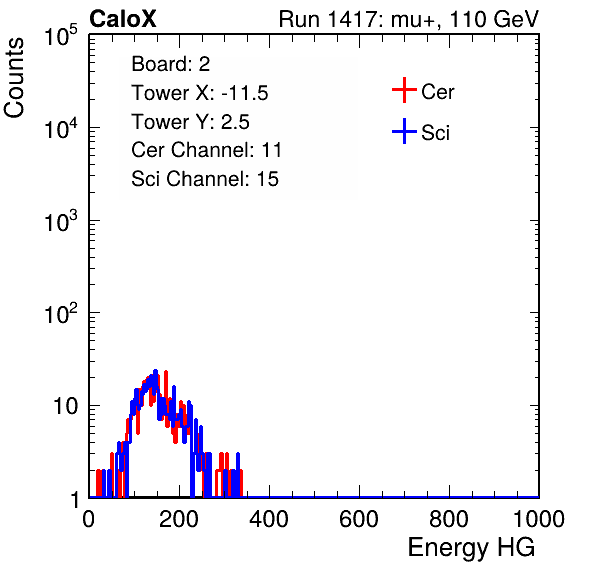 CaloX Run 1417: mu+, 110 GeV
Counts
10^5
10^4
10^3
10^2
10
1
Board: 2
Tower X: -11.5
Tower Y: 2.5
Cer Channel: 11
Sci Channel: 15
Cer
Sci
0 200 400 600 800 1000
Energy HG